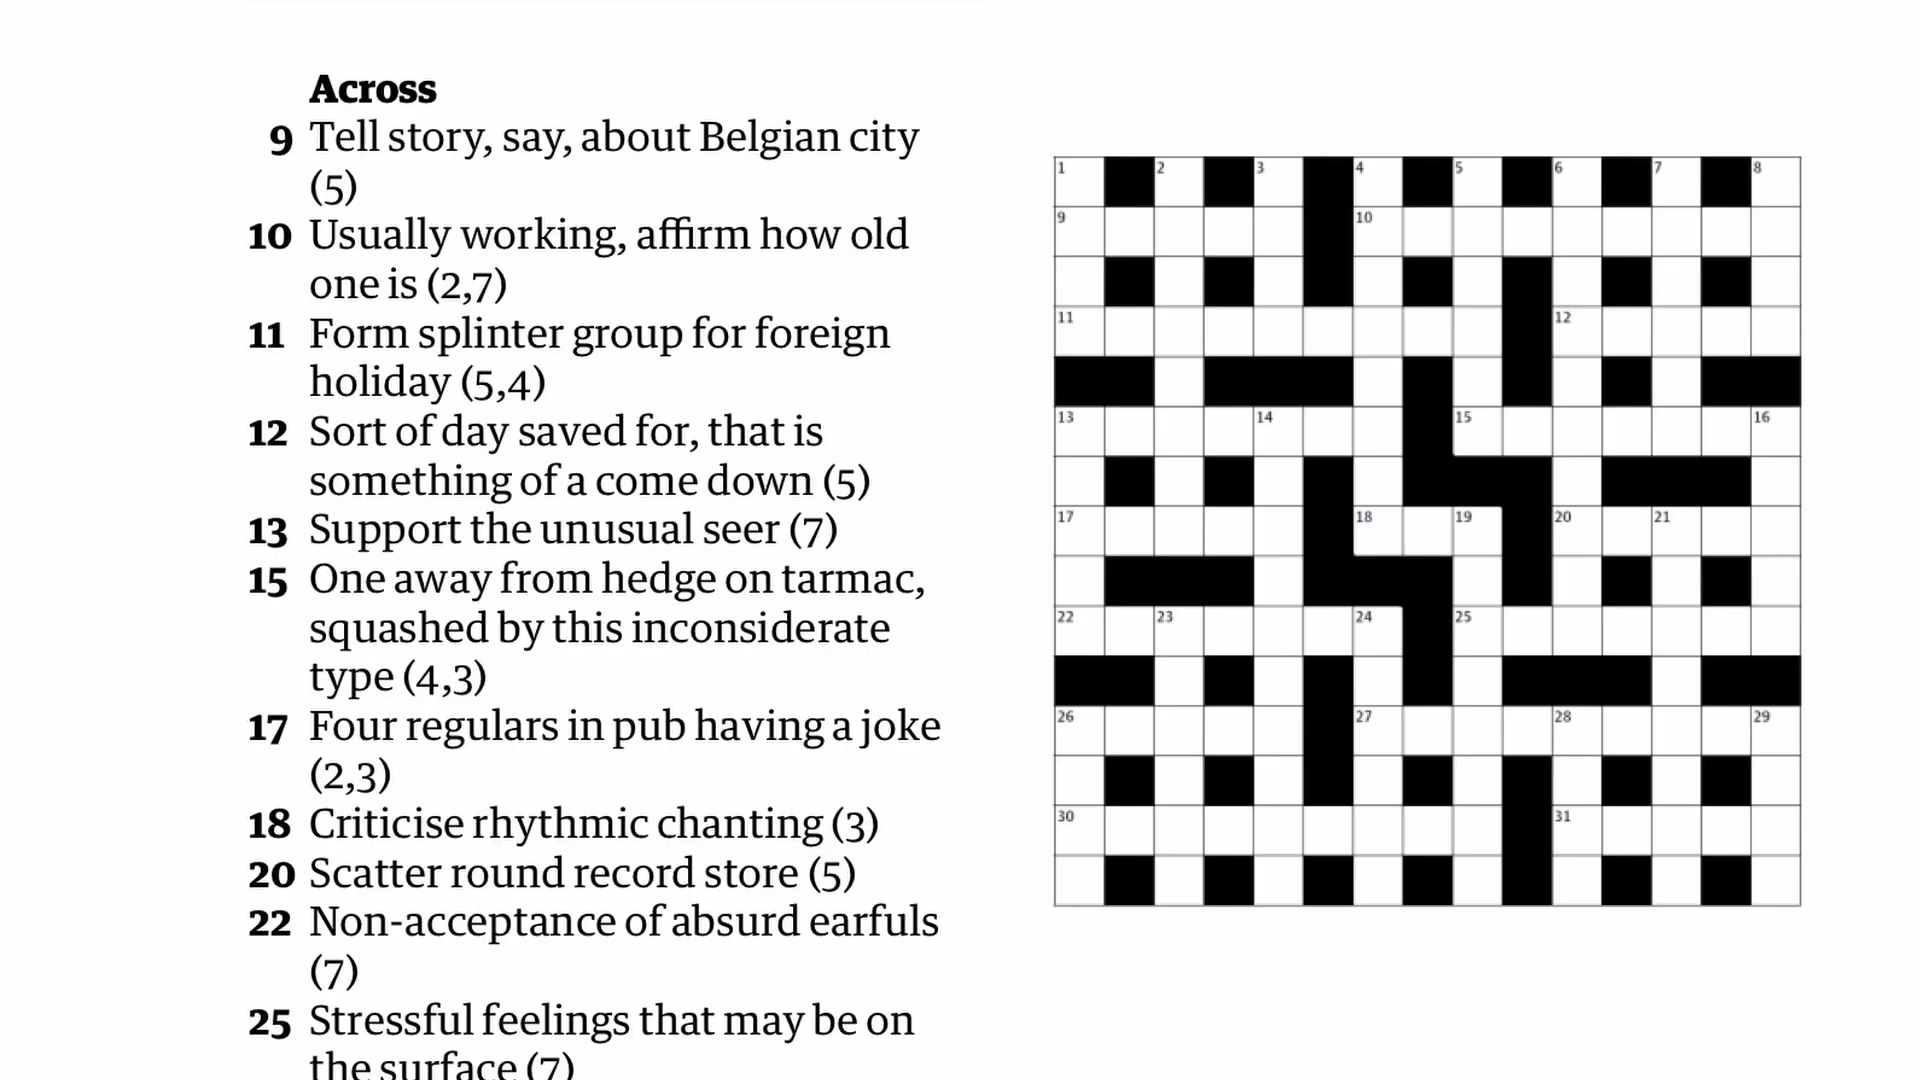 Across
9 Tell story, say, about Belgian city
(5)
10 Usually working, affirm how old
one is (2,7)
11 Form splinter group for foreign
holiday (5,4)
12 Sort of day saved for, that is
something of a come down (5)
13 Support the unusual seer (7)
15 One away from hedge on tarmac,
squashed by this inconsiderate
type (4,3)
17 Four regulars in pub having a joke
(2,3)
18 Criticise rhythmic chanting (3)
20 Scatter round record store (5)
22 Non-acceptance of absurd earfuls
(7)
25 Stressful feelings that may be on
the surface (7)
1 2 3 4 5 6 7 8
9 10
11 12
13 14 15 16
17 18 19 20 21
22 23 24 25
26 27 28 29
30 31